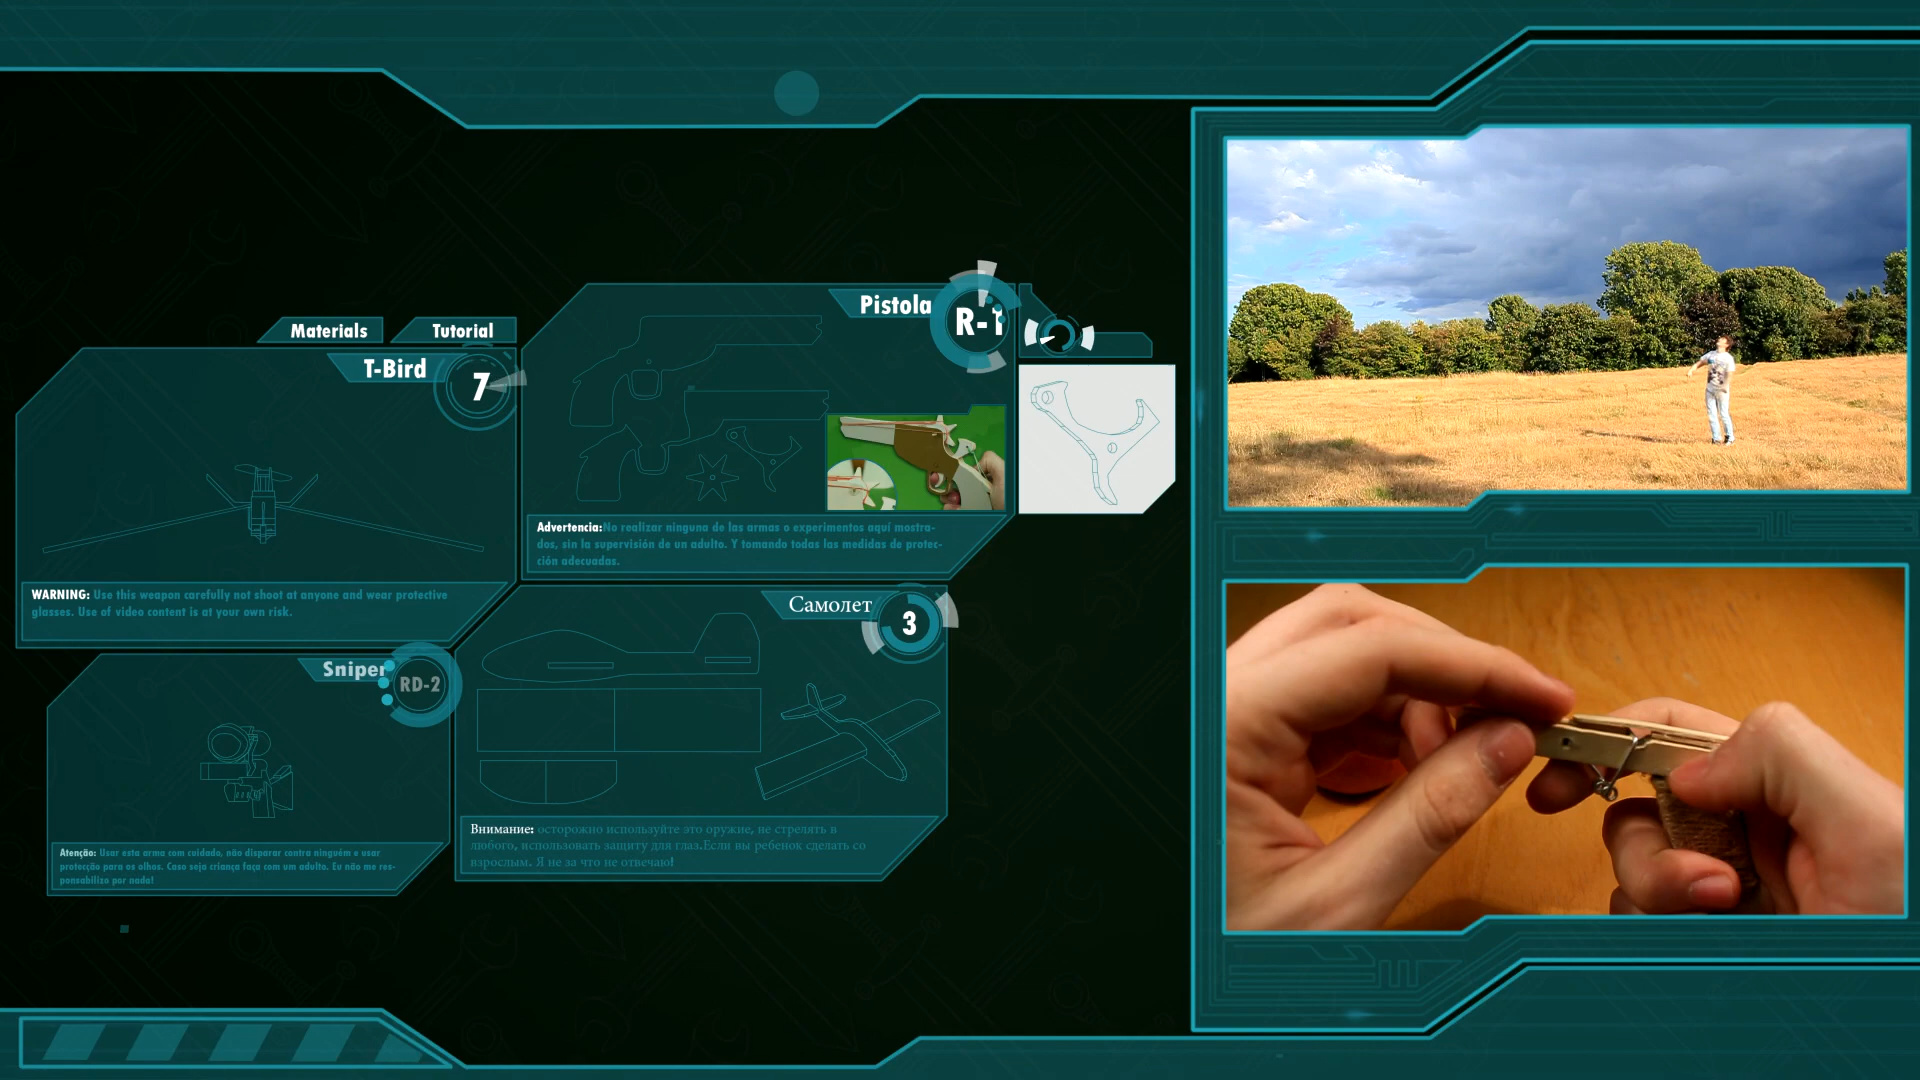 Materials
Tutorial
T-Bird
7
WARNING: Use this weapon carefully not shoot at anyone and wear protective
glasses. Use of video content is at your own risk.
Pistola
R-1
Advertencia:No realizar ninguna de las armas o experimentos aquí mostra-
dos, sin la supervisión de un adulto. Y tomando todas las medidas de protec-
ción adecuadas.
Sniper
RD-2
Atenção: Usar esta arma com cuidado, não disparar contra ninguém o usar
protecção para os olhos. Caso seja criança faça com um adulto. Eu não me res-
ponsabilizo por nada!
Самолет
3
Внимание: осторожно используйте это оружие, не стрелять в
любого, использовать защиту для глаз.Если вы ребенок сделать со
взрослым. Я не за что не отвечаю!